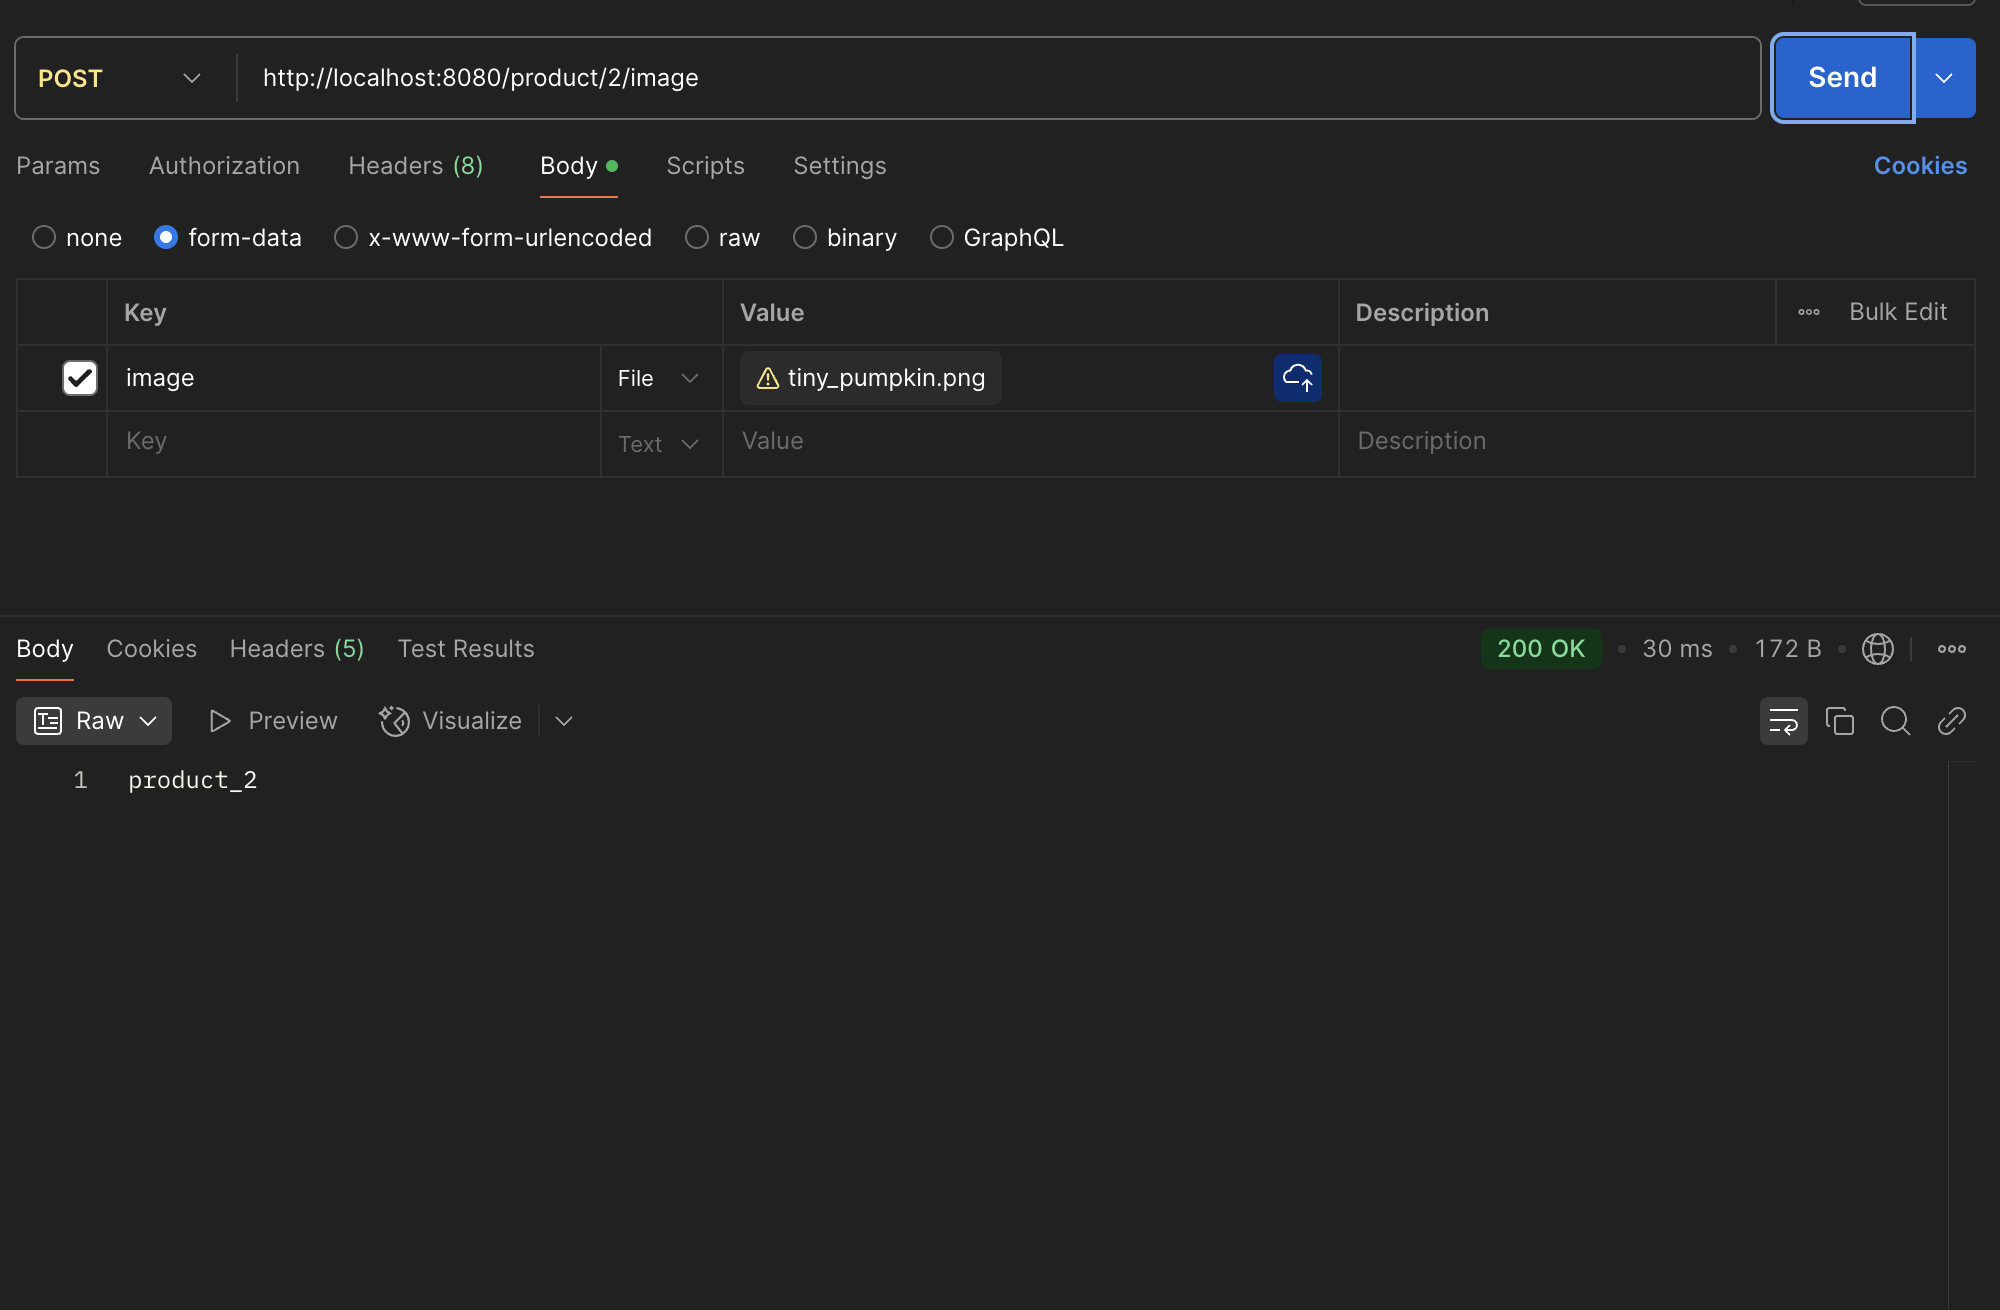 POST http://localhost:8080/product/2/image Send
Params Authorization Headers (8) Body Scripts Settings Cookies
none form-data x-www-form-urlencoded raw binary GraphQL
Key Value Description Bulk Edit
image File tiny_pumpkin.png
Key Text Value Description
Body Cookies Headers (5) Test Results 200 OK 30 ms 172 B
Raw Preview Visualize
1 product_2